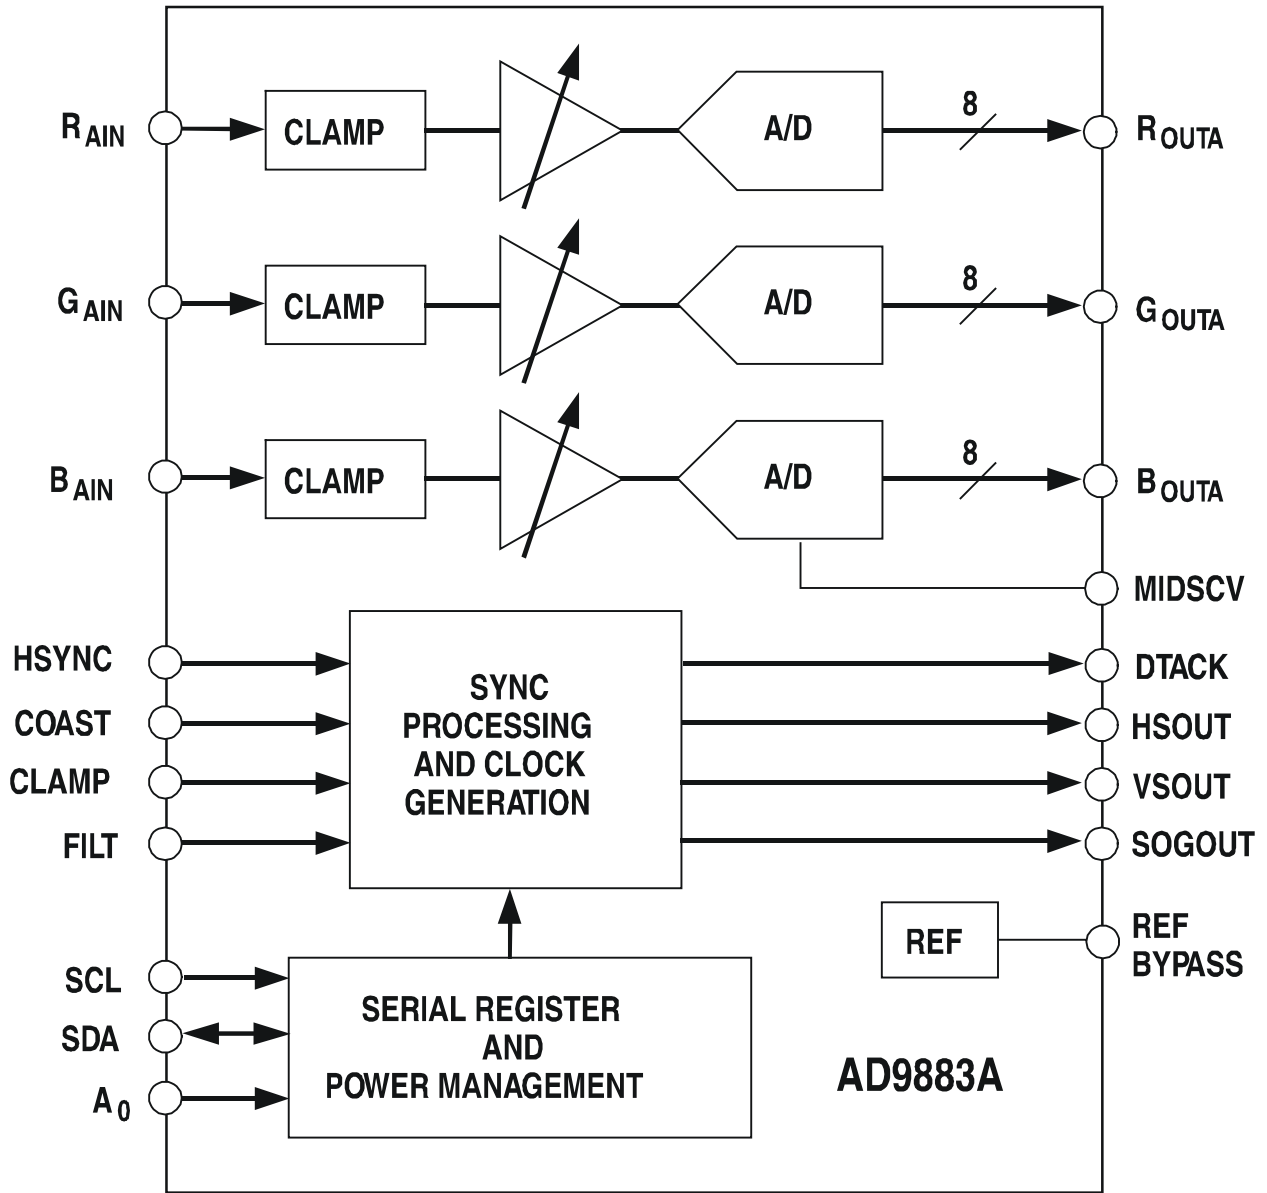 R AIN
CLAMP
A/D
8
R OUTA
G AIN
CLAMP
A/D
8
G OUTA
B AIN
CLAMP
A/D
8
B OUTA
MIDSCV
HSYNC
COAST
CLAMP
FILT
SYNC
PROCESSING
AND CLOCK
GENERATION
DTACK
HSOUT
VSOUT
SOGOUT
REF
REF
BYPASS
SCL
SDA
A 0
SERIAL REGISTER
AND
POWER MANAGEMENT
AD9883A